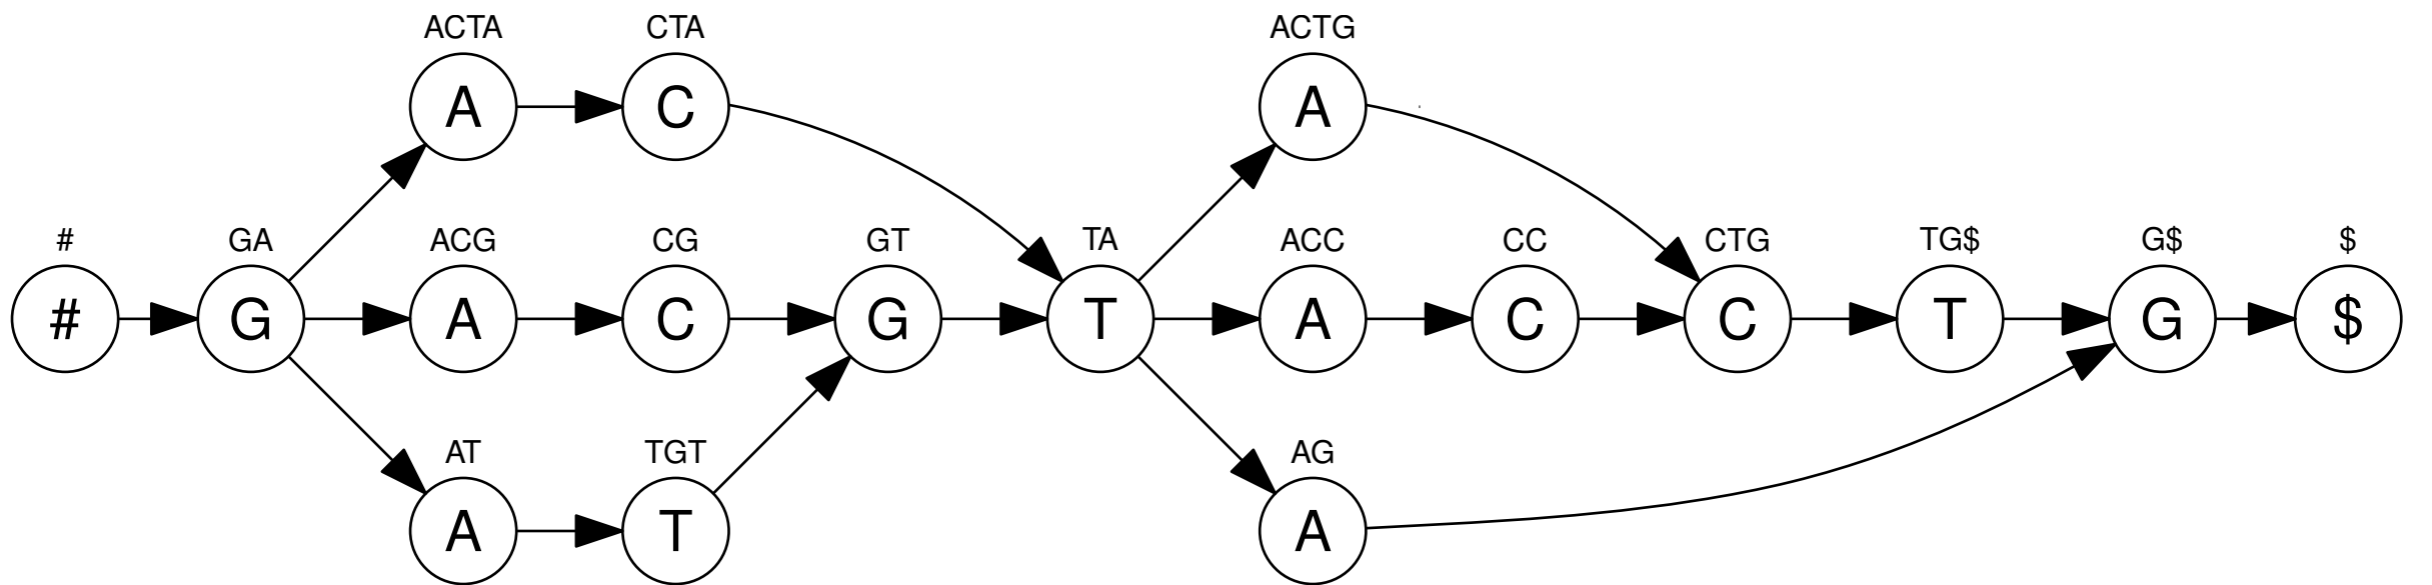 ACTA CTA ACTG
A C A
# GA ACG CG GT TA ACC CC CTG TG$ G$ $
# G A C G T A C C T G $
AT TGT AG
A T A